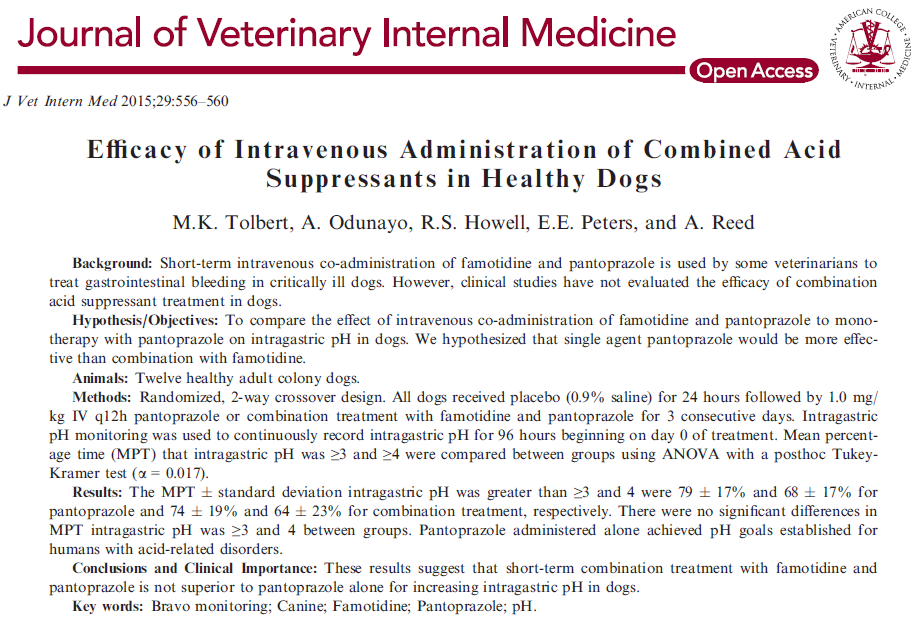 Journal of Veterinary Internal Medicine
Open Access
AMERICAN COLLEGE
VETERINARY • INTERNAL • MEDICINE
J Vet Intern Med 2015;29:556–560
Efficacy of Intravenous Administration of Combined Acid
Suppressants in Healthy Dogs
M.K. Tolbert, A. Odunayo, R.S. Howell, E.E. Peters, and A. Reed
Background: Short-term intravenous co-administration of famotidine and pantoprazole is used by some veterinarians to
treat gastrointestinal bleeding in critically ill dogs. However, clinical studies have not evaluated the efficacy of combination
acid suppressant treatment in dogs.
Hypothesis/Objectives: To compare the effect of intravenous co-administration of famotidine and pantoprazole to mono-
therapy with pantoprazole on intragastric pH in dogs. We hypothesized that single agent pantoprazole would be more effec-
tive than combination with famotidine.
Animals: Twelve healthy adult colony dogs.
Methods: Randomized, 2-way crossover design. All dogs received placebo (0.9% saline) for 24 hours followed by 1.0 mg/
kg IV q12h pantoprazole or combination treatment with famotidine and pantoprazole for 3 consecutive days. Intragastric
pH monitoring was used to continuously record intragastric pH for 96 hours beginning on day 0 of treatment. Mean percent-
age time (MPT) that intragastric pH was ≥3 and ≥4 were compared between groups using ANOVA with a posthoc Tukey-
Kramer test (α = 0.017).
Results: The MPT ± standard deviation intragastric pH was greater than ≥3 and 4 were 79 ± 17% and 68 ± 17% for
pantoprazole and 74 ± 19% and 64 ± 23% for combination treatment, respectively. There were no significant differences in
MPT intragastric pH was ≥3 and 4 between groups. Pantoprazole administered alone achieved pH goals established for
humans with acid-related disorders.
Conclusions and Clinical Importance: These results suggest that short-term combination treatment with famotidine and
pantoprazole is not superior to pantoprazole alone for increasing intragastric pH in dogs.
Key words: Bravo monitoring; Canine; Famotidine; Pantoprazole; pH.